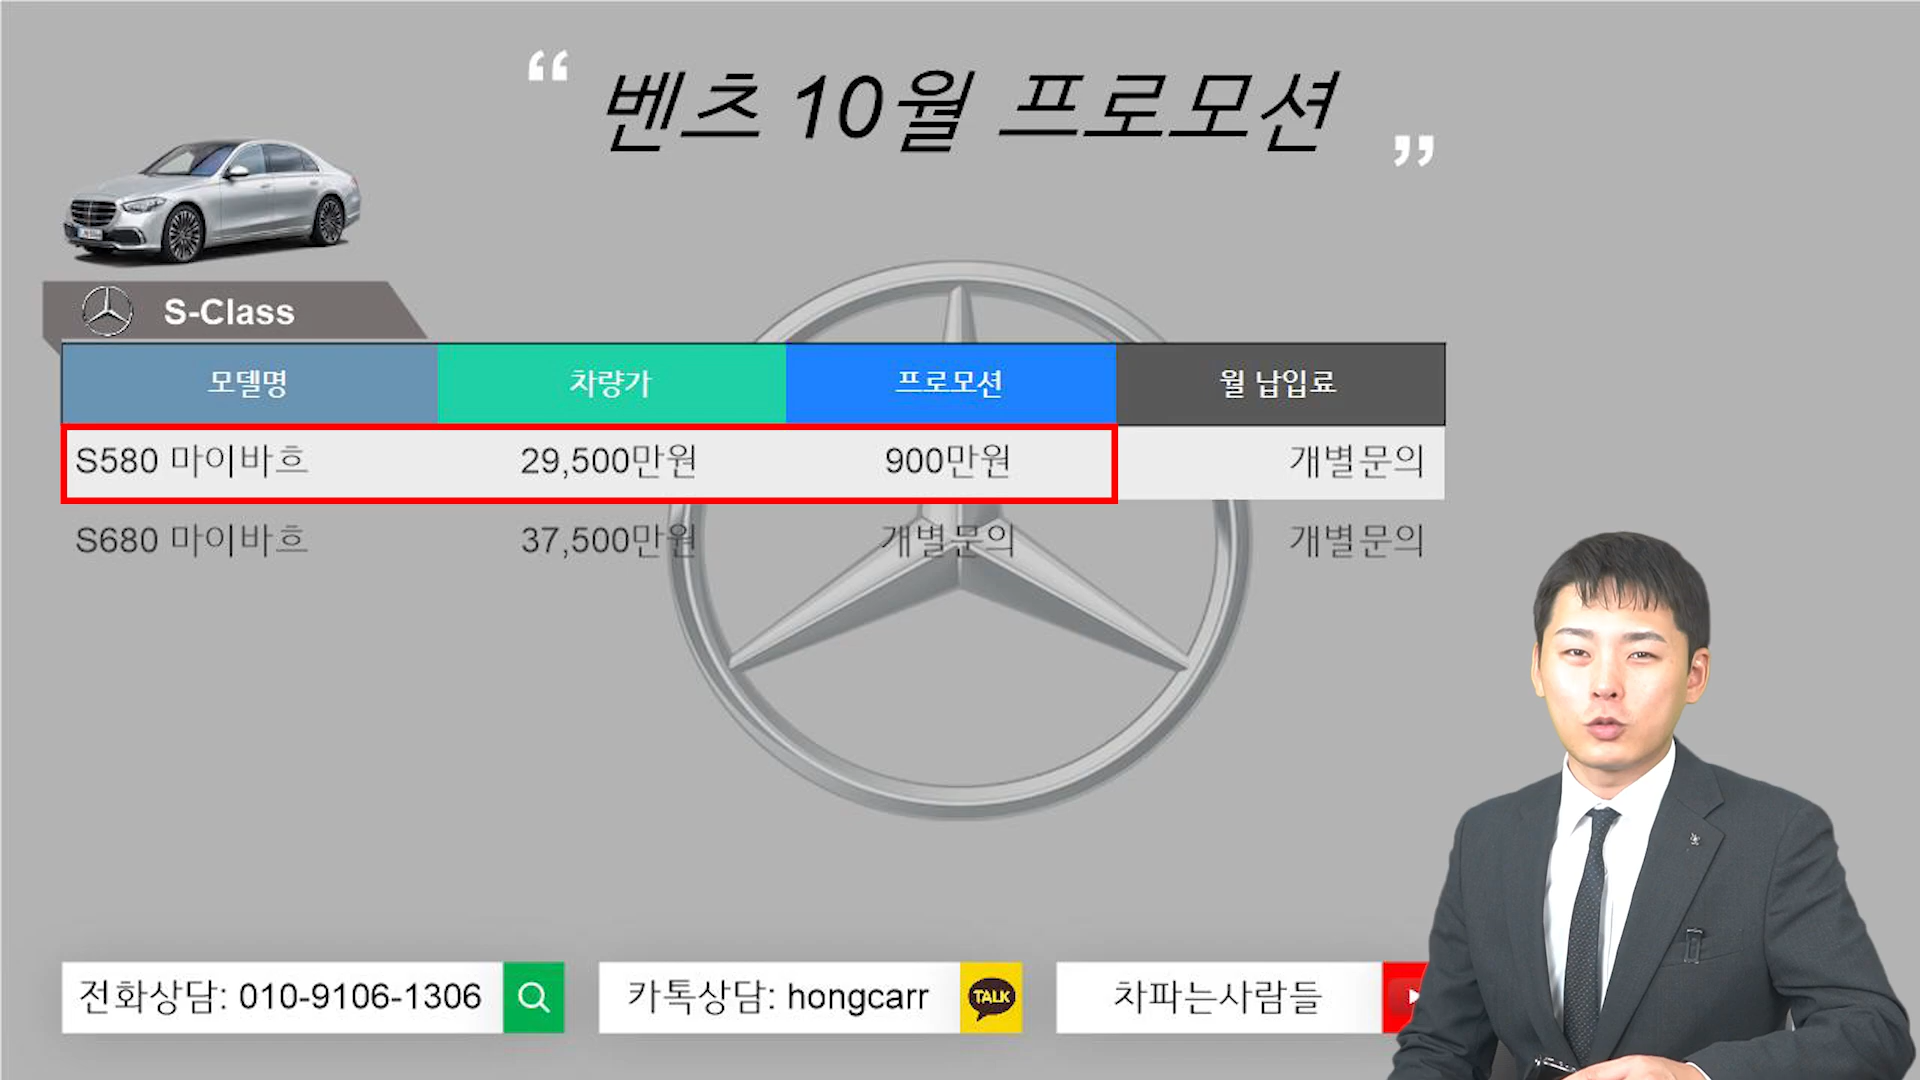 “ 벤츠 10월 프로모션 ”
S-Class
모델명 차량가 프로모션 월 납입료
S580 마이바흐 29,500만원 900만원 개별문의
S680 마이바흐 37,500만원 개별문의 개별문의
전화상담: 010-9106-1306
카톡상담: hongcarr TALK
차파는사람들